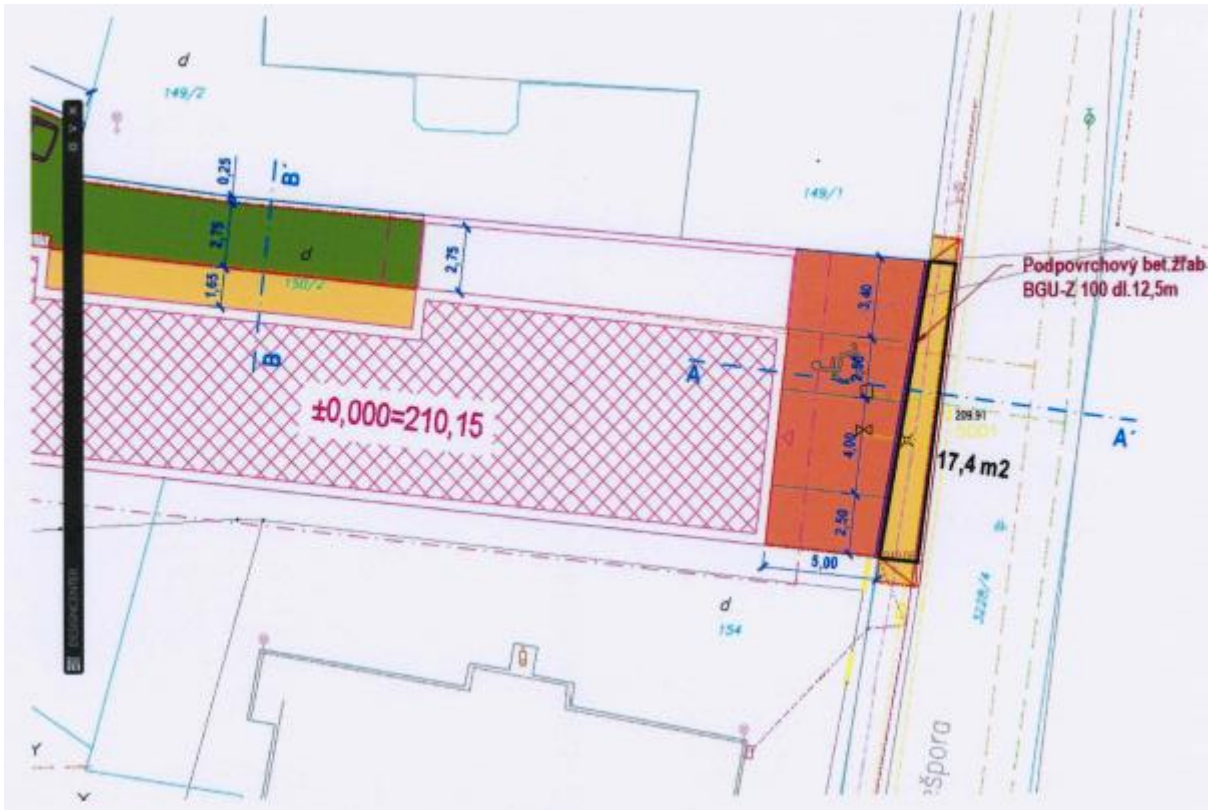 d
149/2
0,25
B´
2,75
d
150/2
1,65
B
2,75
149/1
3,40
Podpovrchový bet.žľab
BGU-Z 100 dl.12,5m
A
±0,000=210,15
4,00
209.91
A´
17,4 m2
2,50
5,00
d
154
3228/4
DESIGNCENTER
ešpora
Y